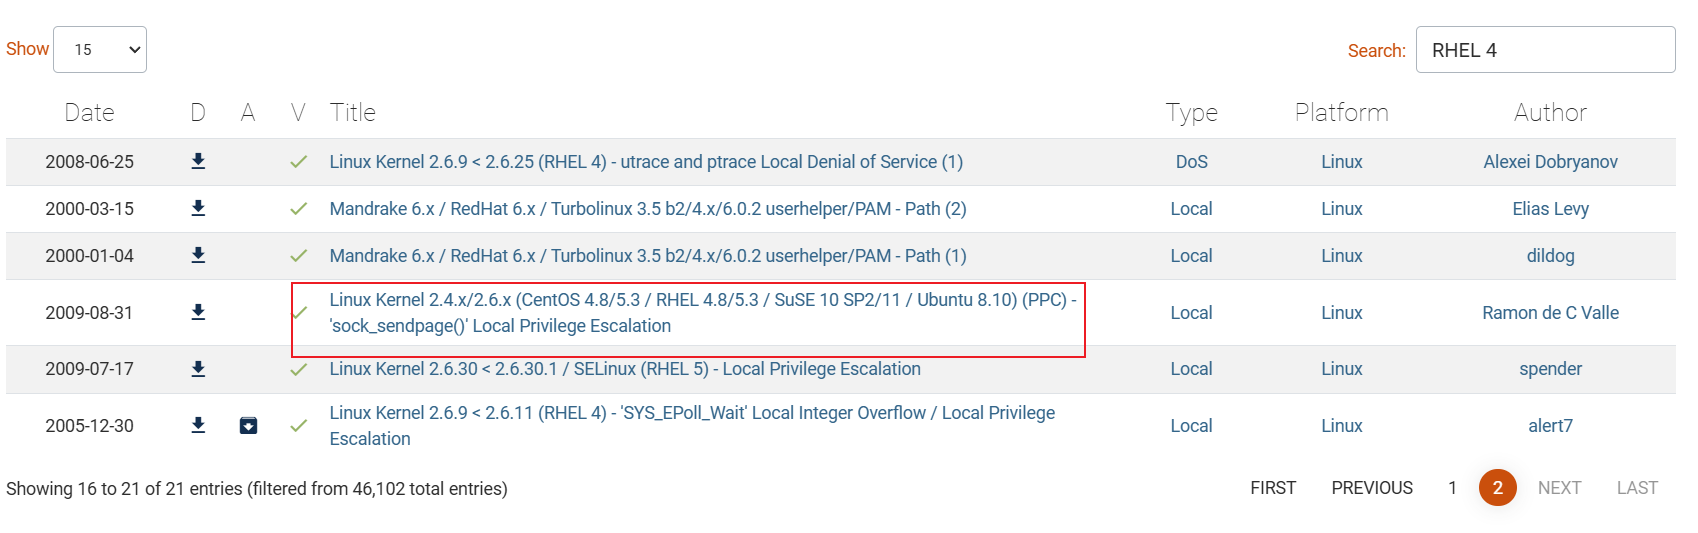 Show 15 Search: RHEL 4
Date D A V Title Type Platform Author
2008-06-25 Linux Kernel 2.6.9 < 2.6.25 (RHEL 4) - utrace and ptrace Local Denial of Service (1) DoS Linux Alexei Dobryanov
2000-03-15 Mandrake 6.x / RedHat 6.x / Turbolinux 3.5 b2/4.x/6.0.2 userhelper/PAM - Path (2) Local Linux Elias Levy
2000-01-04 Mandrake 6.x / RedHat 6.x / Turbolinux 3.5 b2/4.x/6.0.2 userhelper/PAM - Path (1) Local Linux dildog
2009-08-31 Linux Kernel 2.4.x/2.6.x (CentOS 4.8/5.3 / RHEL 4.8/5.3 / SuSE 10 SP2/11 / Ubuntu 8.10) (PPC) -
'sock_sendpage()' Local Privilege Escalation Local Linux Ramon de C Valle
2009-07-17 Linux Kernel 2.6.30 < 2.6.30.1 / SELinux (RHEL 5) - Local Privilege Escalation Local Linux spender
2005-12-30 Linux Kernel 2.6.9 < 2.6.11 (RHEL 4) - 'SYS_EPoll_Wait' Local Integer Overflow / Local Privilege
Escalation Local Linux alert7
Showing 16 to 21 of 21 entries (filtered from 46,102 total entries) FIRST PREVIOUS 1 2 NEXT LAST